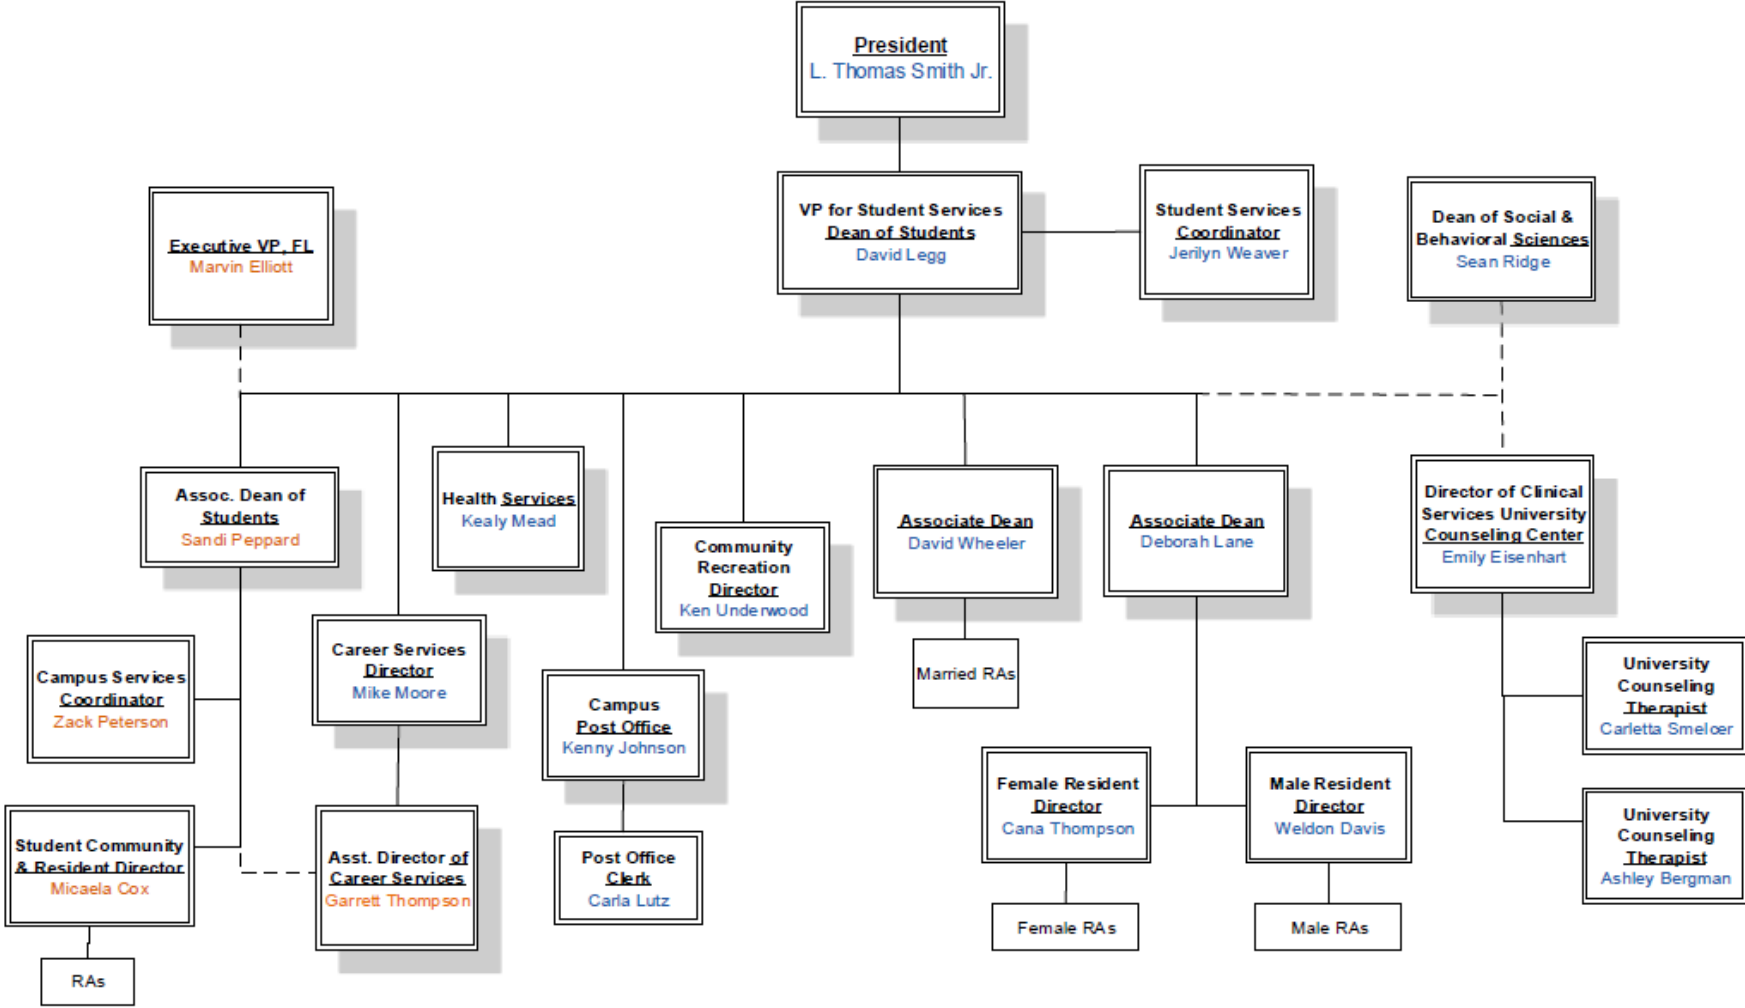 President
L. Thomas Smith Jr.
Executive VP, FL
Marvin Elliott
VP for Student Services
Dean of Students
David Legg
Student Services
Coordinator
Jerilyn Weaver
Dean of Social &
Behavioral Sciences
Sean Ridge
Assoc. Dean of
Students
Sandi Peppard
Health Services
Kealy Mead
Community
Recreation
Director
Ken Underwood
Associate Dean
David Wheeler
Associate Dean
Deborah Lane
Director of Clinical
Services University
Counseling Center
Emily Eisenhart
Campus Services
Coordinator
Zack Peterson
Career Services
Director
Mike Moore
Campus
Post Office
Kenny Johnson
Married RAs
University
Counseling
Therapist
Carletta Smelser
Student Community
& Resident Director
Micaela Cox
Asst. Director of
Career Services
Garrett Thompson
Post Office
Clerk
Carla Lutz
Female Resident
Director
Cana Thompson
Male Resident
Director
Weldon Davis
University
Counseling
Therapist
Ashley Bergman
RAs
Female RAs
Male RAs